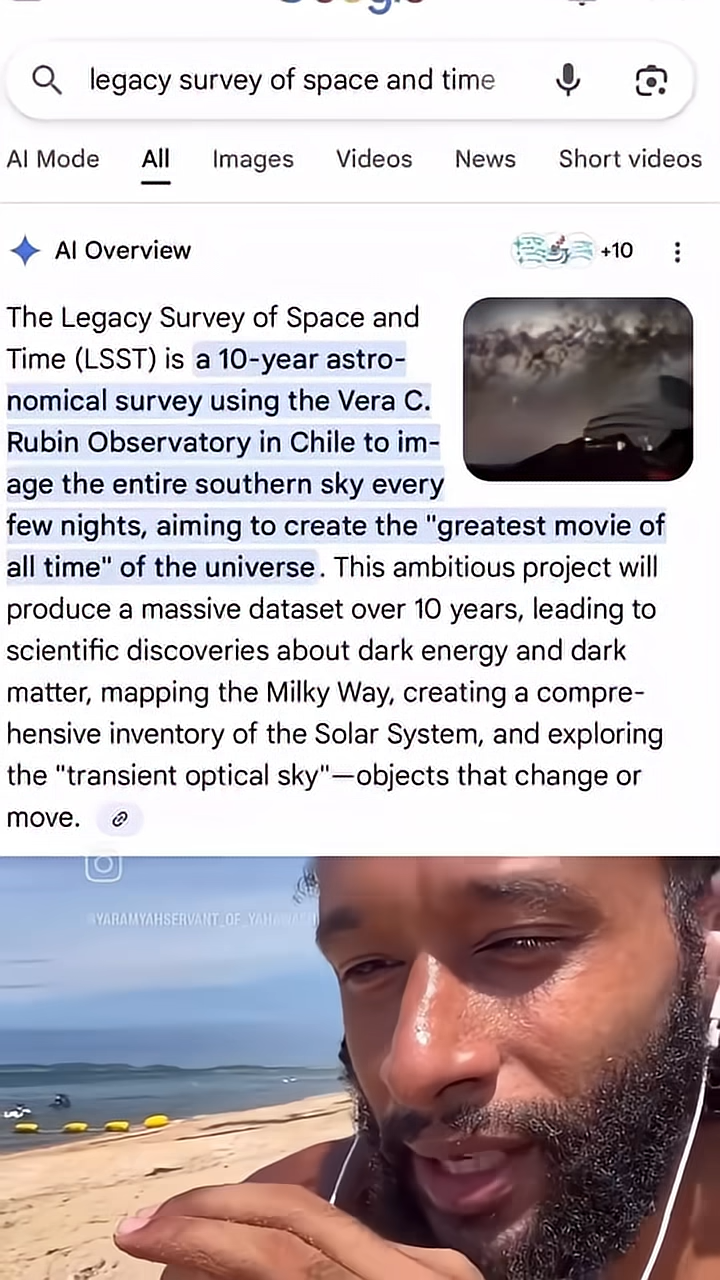 legacy survey of space and time
AI Mode All Images Videos News Short videos
AI Overview +10
The Legacy Survey of Space and
Time (LSST) is a 10-year astro-
nomical survey using the Vera C.
Rubin Observatory in Chile to im-
age the entire southern sky every
few nights, aiming to create the "greatest movie of
all time" of the universe. This ambitious project will
produce a massive dataset over 10 years, leading to
scientific discoveries about dark energy and dark
matter, mapping the Milky Way, creating a compre-
hensive inventory of the Solar System, and exploring
the "transient optical sky"—objects that change or
move.